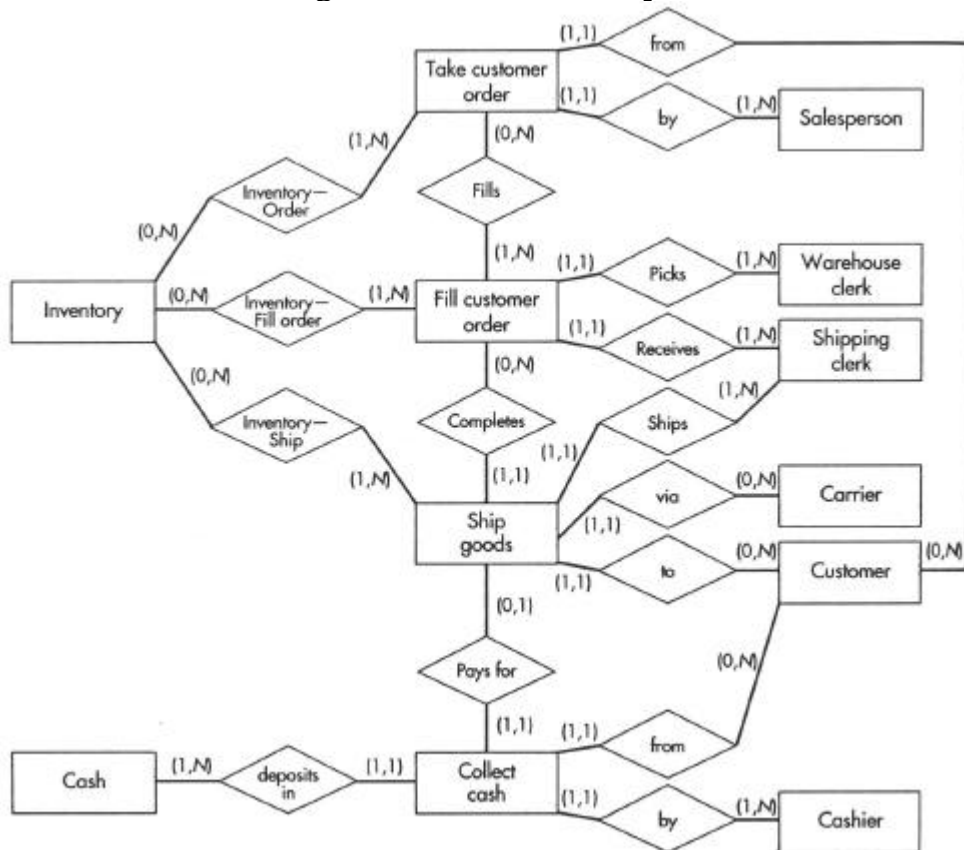 (1,1)
from
Take customer
order
(1,1)
by
(1,N)
Salesperson
(0,N)
(1,N)
Inventory—
Order
Fills
(0,N)
(1,N)
(1,1)
Picks
(1,N)
Warehouse
clerk
Inventory
(0,N)
Inventory—
Fill order
(1,N)
Fill customer
order
(1,1)
Receives
(1,N)
Shipping
clerk
(0,N)
(0,N)
(1,N)
Inventory—
Ship
Completes
Ships
(1,1)
(1,N)
(1,1)
via
(0,N)
Carrier
Ship
goods
(1,1)
(1,1)
to
(0,N)
Customer
(0,N)
(0,1)
(0,N)
Pays for
(1,1)
(1,1)
from
Cash
(1,N)
deposits
in
(1,1)
Collect
cash
(1,1)
by
(1,N)
Cashier